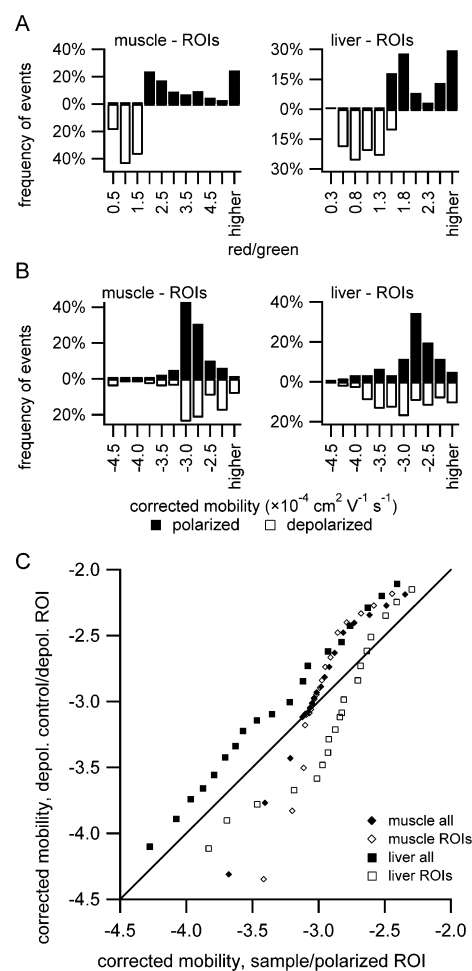 A
muscle - ROIs
liver - ROIs
40%
20%
0%
20%
40%
30%
15%
0%
15%
30%
frequency of events
0.5
1.5
2.5
3.5
4.5
higher
0.3
0.8
1.3
1.8
2.3
higher
red/green
B
muscle - ROIs
liver - ROIs
40%
20%
0%
20%
40%
20%
0%
20%
frequency of events
-4.5
-4.0
-3.5
-3.0
-2.5
higher
-4.5
-4.0
-3.5
-3.0
-2.5
higher
corrected mobility (×10⁻⁴ cm² V⁻¹ s⁻¹)
polarized
depolarized
C
corrected mobility, depol. control/depol. ROI
-2.0
-2.5
-3.0
-3.5
-4.0
-4.5
muscle all
muscle ROIs
liver all
liver ROIs
-4.5
-4.0
-3.5
-3.0
-2.5
-2.0
corrected mobility, sample/polarized ROI